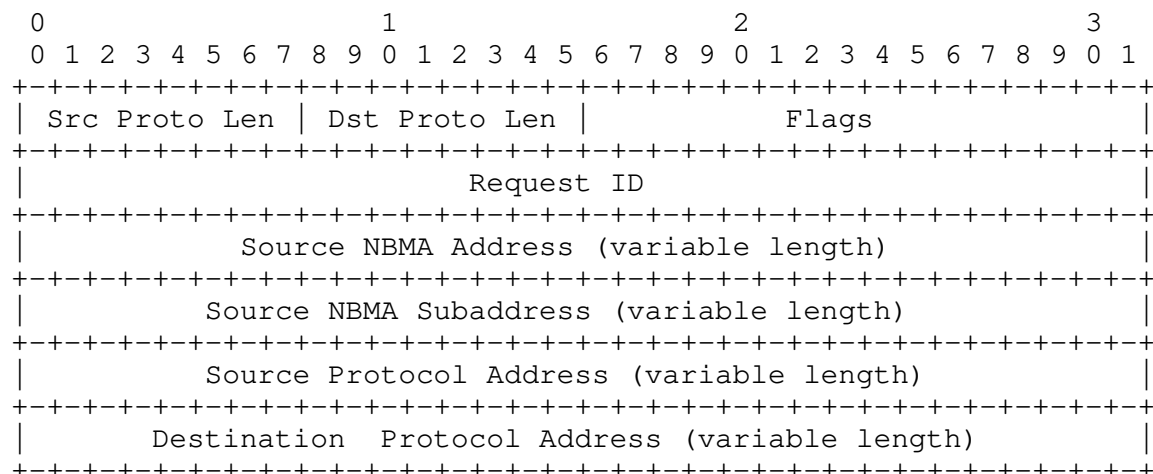 0                   1                   2                   3
 0 1 2 3 4 5 6 7 8 9 0 1 2 3 4 5 6 7 8 9 0 1 2 3 4 5 6 7 8 9 0 1
+-+-+-+-+-+-+-+-+-+-+-+-+-+-+-+-+-+-+-+-+-+-+-+-+-+-+-+-+-+-+-+-+
| Src Proto Len | Dst Proto Len |           Flags               |
+-+-+-+-+-+-+-+-+-+-+-+-+-+-+-+-+-+-+-+-+-+-+-+-+-+-+-+-+-+-+-+-+
|                         Request ID                            |
+-+-+-+-+-+-+-+-+-+-+-+-+-+-+-+-+-+-+-+-+-+-+-+-+-+-+-+-+-+-+-+-+
|            Source NBMA Address (variable length)              |
+-+-+-+-+-+-+-+-+-+-+-+-+-+-+-+-+-+-+-+-+-+-+-+-+-+-+-+-+-+-+-+-+
|          Source NBMA Subaddress (variable length)             |
+-+-+-+-+-+-+-+-+-+-+-+-+-+-+-+-+-+-+-+-+-+-+-+-+-+-+-+-+-+-+-+-+
|          Source Protocol Address (variable length)            |
+-+-+-+-+-+-+-+-+-+-+-+-+-+-+-+-+-+-+-+-+-+-+-+-+-+-+-+-+-+-+-+-+
|       Destination  Protocol Address (variable length)         |
+-+-+-+-+-+-+-+-+-+-+-+-+-+-+-+-+-+-+-+-+-+-+-+-+-+-+-+-+-+-+-+-+